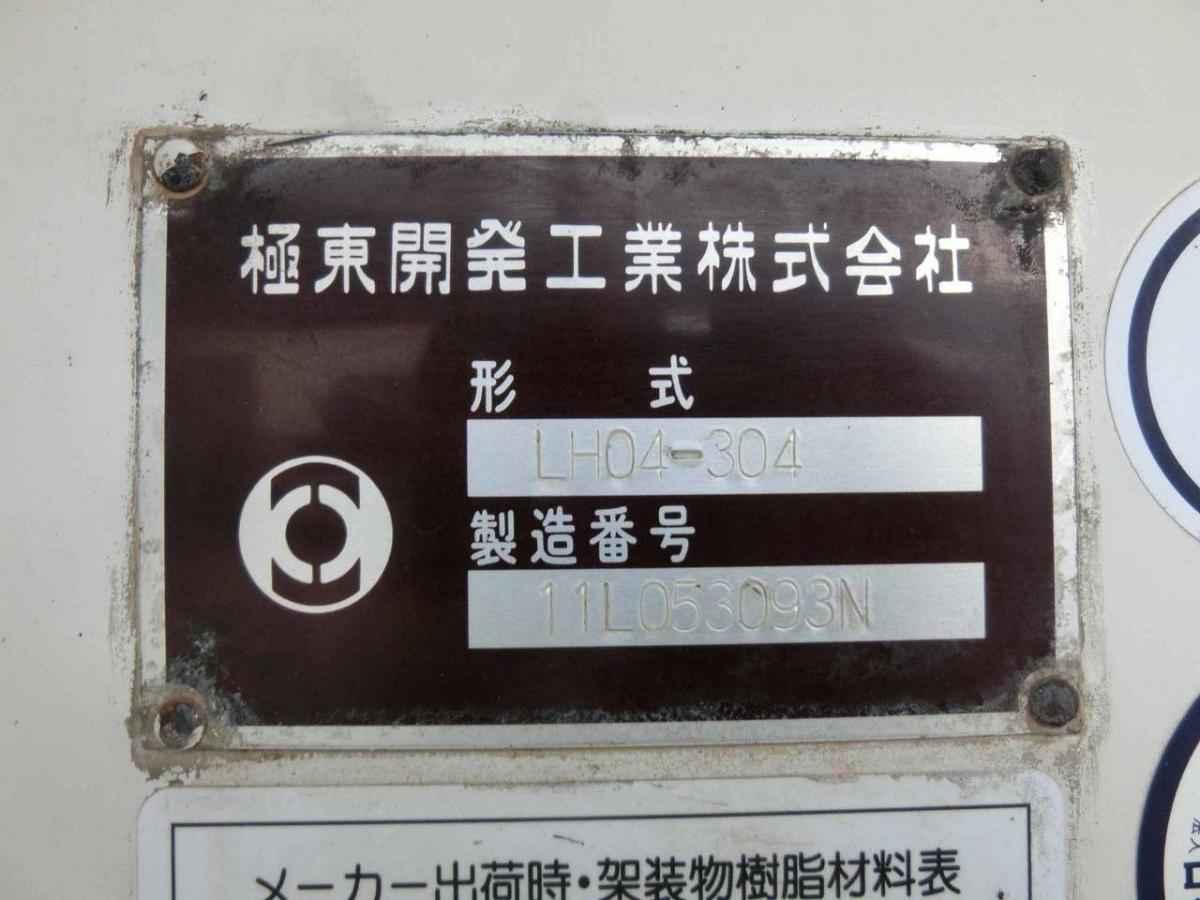 極東開発工業株式会社
形 式
LH04-304
製造番号
11L053093N
メーカー出荷時・架装物樹脂材料表